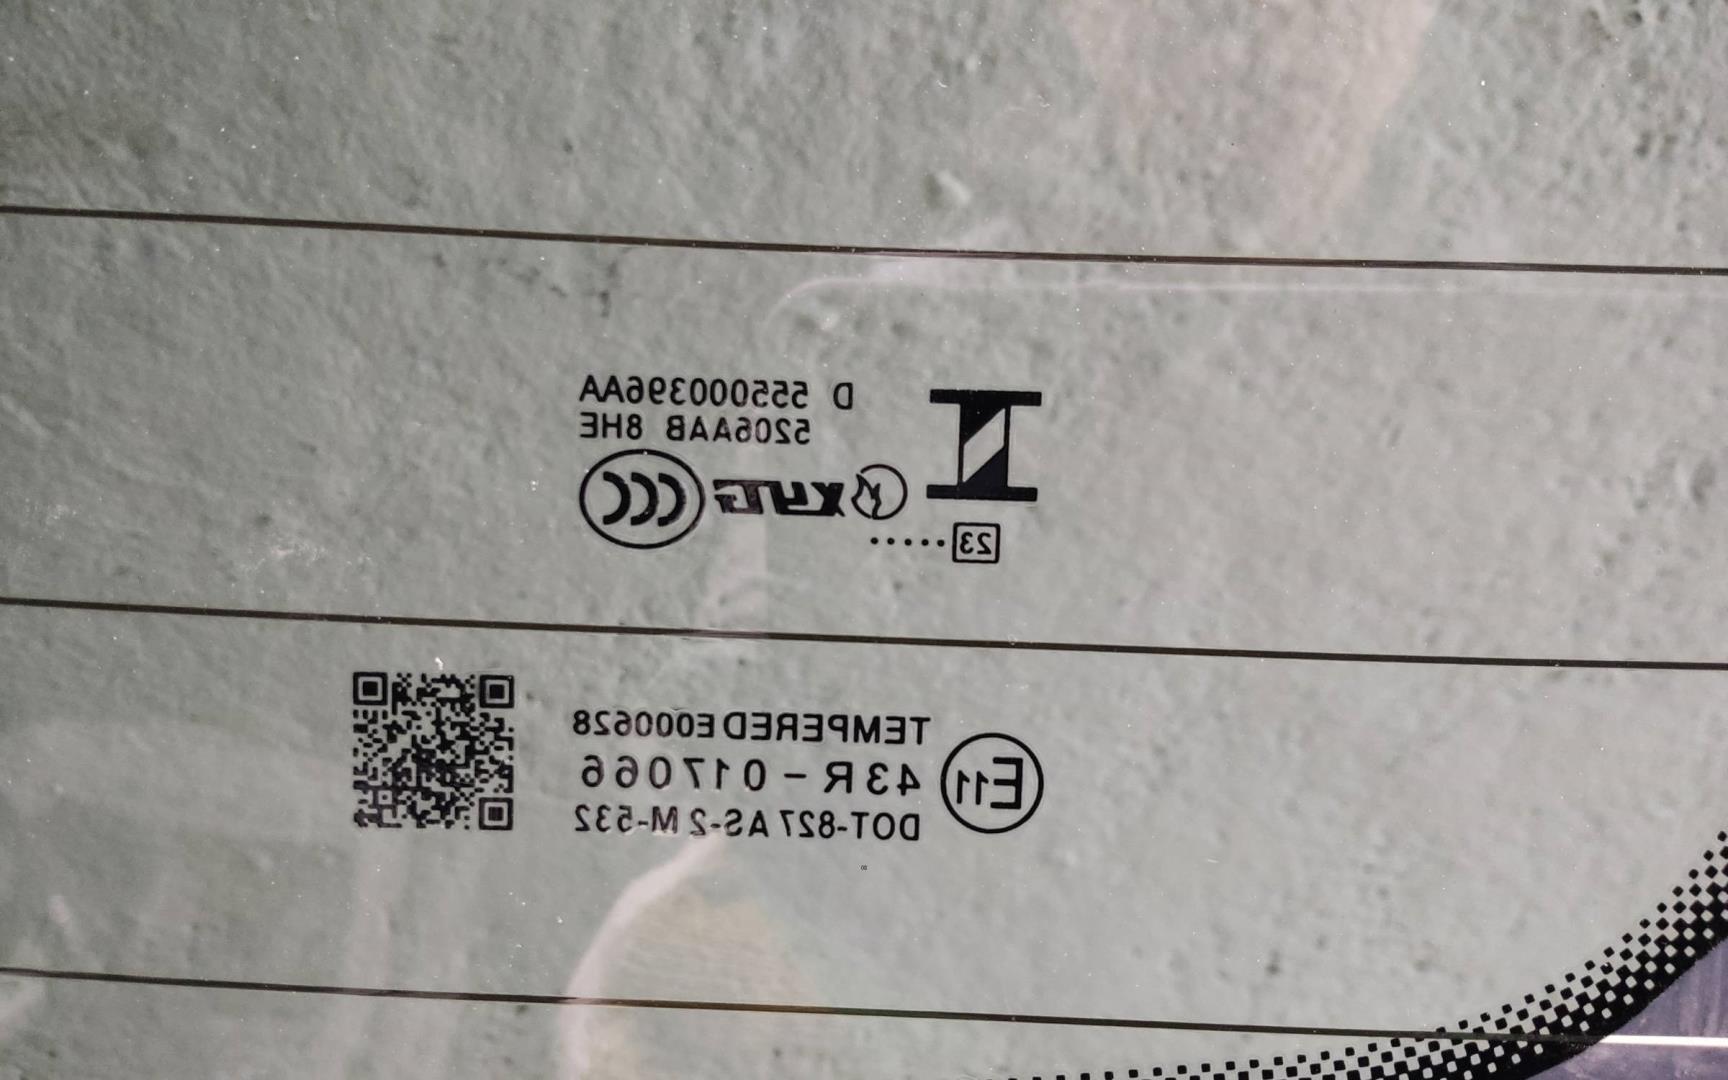 D 555000396AA
5206AAB 8HE
XYG
CCC
23.....
TEMPERED E000628
E11
43R-017066
DOT-827 AS-2 M-532